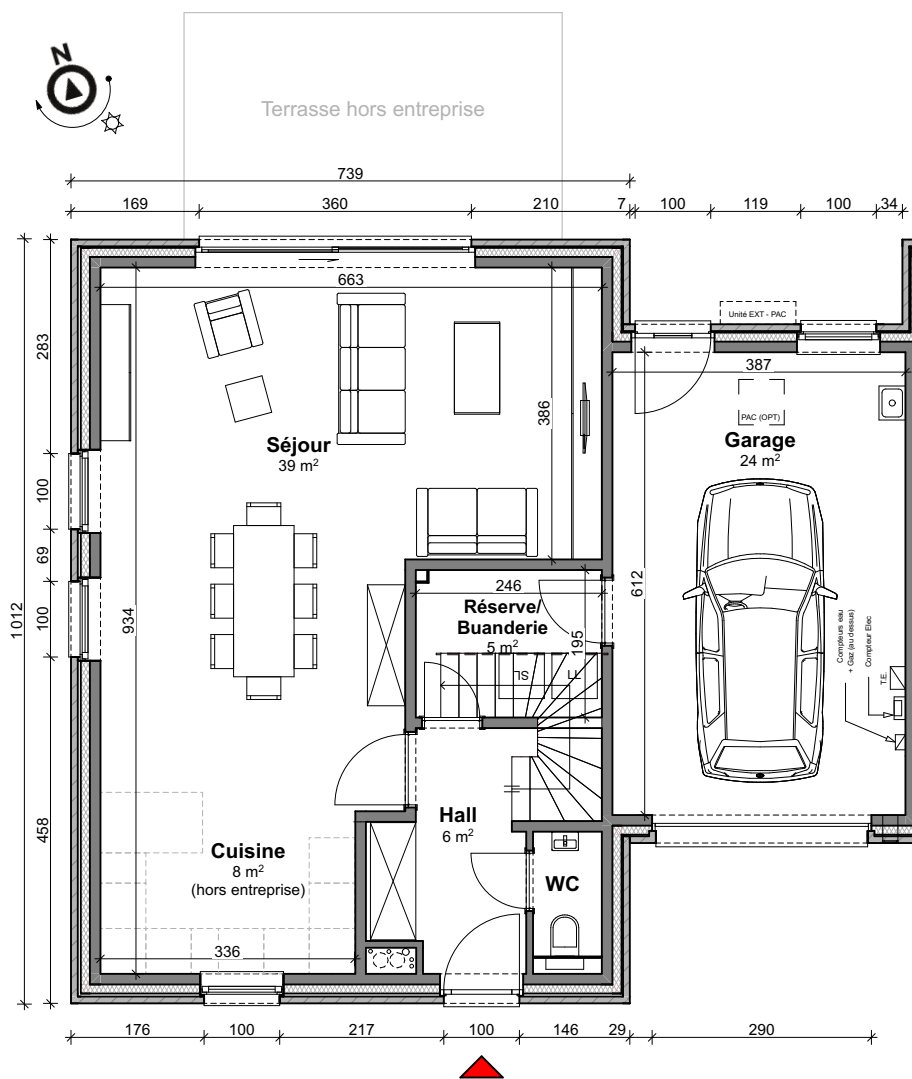 N
Terrasse hors entreprise
739
169 360 210 7 100 119 100 34
663
Unité EXT - PAC
387
283
386
PAC (OPT)
Séjour
39 m²
Garage
24 m²
100
69
100
1012
934
612
246
Réserve/
Buanderie
5 m²
195
SL
TT
Compteurs eau
+ Gaz (au dessus)
Compteur Elec
T.E.
458
Hall
6 m²
Cuisine
8 m²
(hors entreprise)
WC
336
176 100 217 100 146 29 290